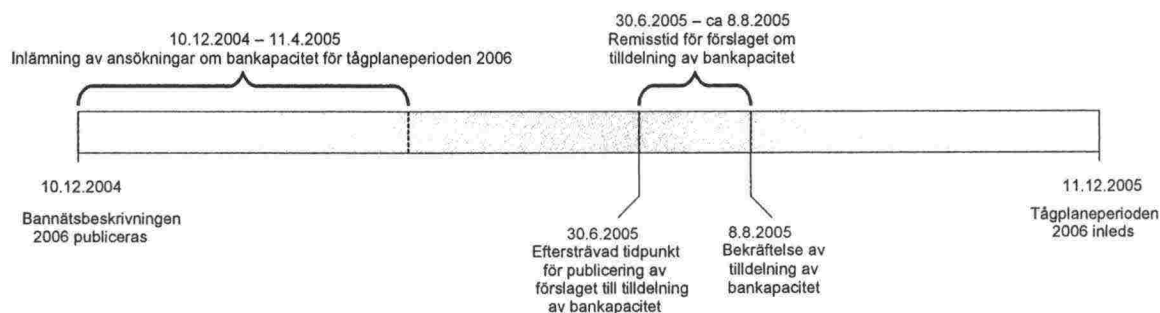 10.12.2004 – 11.4.2005
Inlämning av ansökningar om bankapacitet för tågplaneperioden 2006
30.6.2005 – ca 8.8.2005
Remisstid för förslaget om
tilldelning av bankapacitet
10.12.2004
Bannätsbeskrivningen
2006 publiceras
30.6.2005
Eftersträvad tidpunkt
för publicering av
förslaget till tilldelning
av bankapacitet
8.8.2005
Bekräftelse av
tilldelning av
bankapacitet
11.12.2005
Tågplaneperioden
2006 inleds